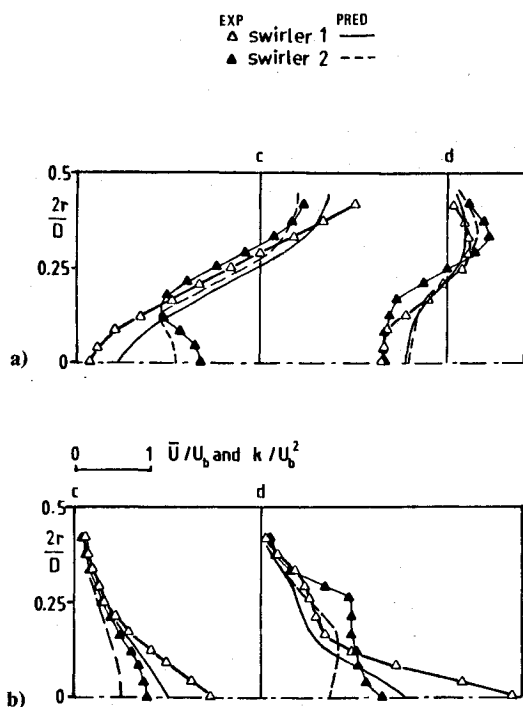 EXP PRED
△ swirler 1 ——
▲ swirler 2 ----
a)
c d
0.5
2r/D
0.25
0
0 1 U̅/U_b and k/U_b²
b)
c d
0.5
2r/D
0.25
0